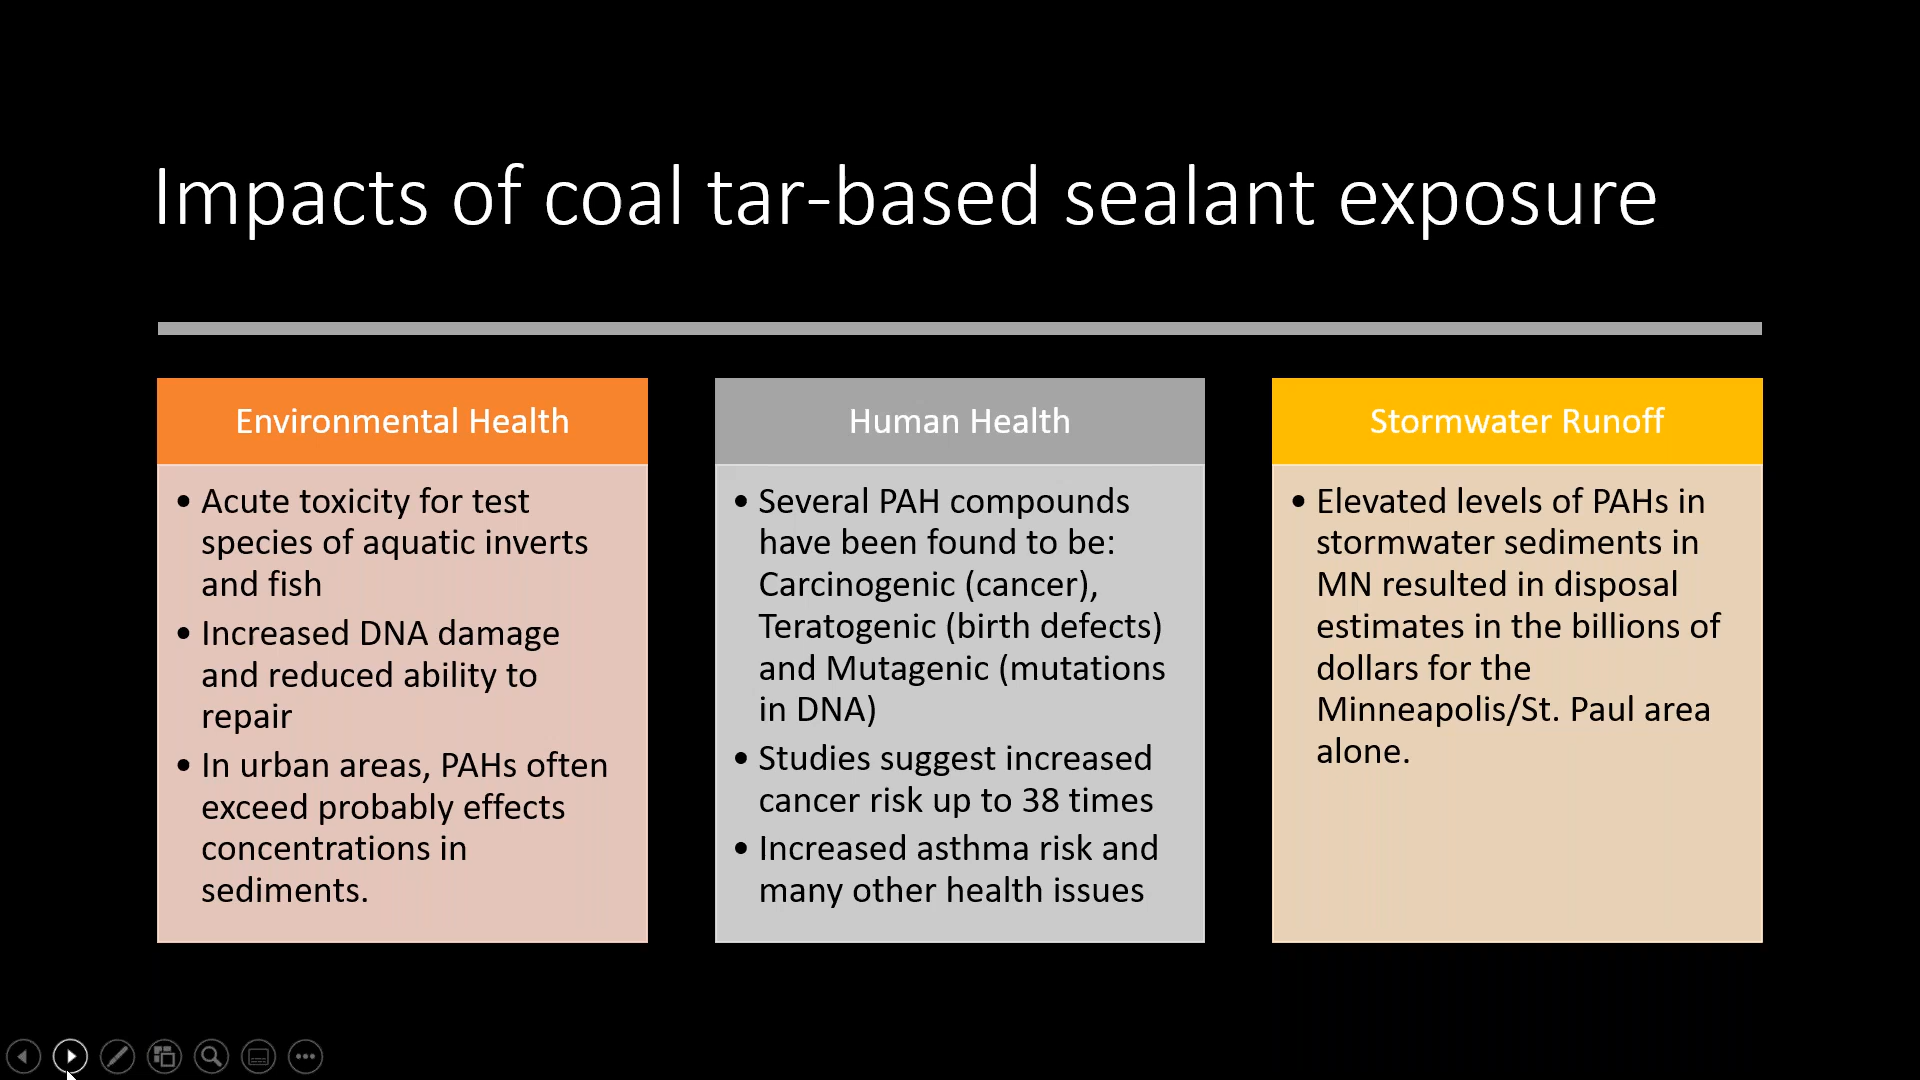 Impacts of coal tar-based sealant exposure
Environmental Health
• Acute toxicity for test
species of aquatic inverts
and fish
• Increased DNA damage
and reduced ability to
repair
• In urban areas, PAHs often
exceed probably effects
concentrations in
sediments.
Human Health
• Several PAH compounds
have been found to be:
Carcinogenic (cancer),
Teratogenic (birth defects)
and Mutagenic (mutations
in DNA)
• Studies suggest increased
cancer risk up to 38 times
• Increased asthma risk and
many other health issues
Stormwater Runoff
• Elevated levels of PAHs in
stormwater sediments in
MN resulted in disposal
estimates in the billions of
dollars for the
Minneapolis/St. Paul area
alone.